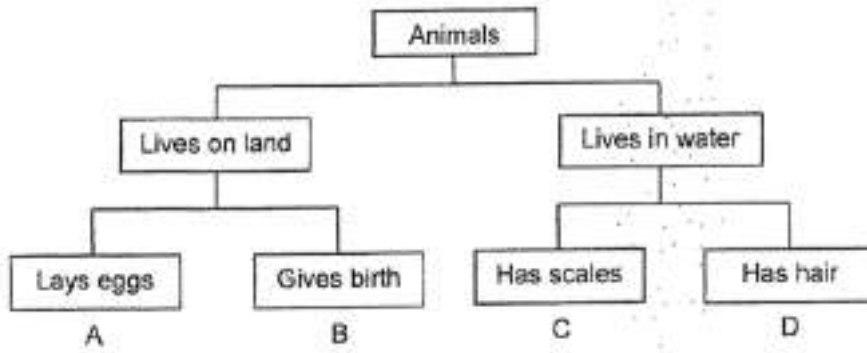 Animals
Lives on land
Lives in water
Lays eggs
Gives birth
Has scales
Has hair
A
B
C
D